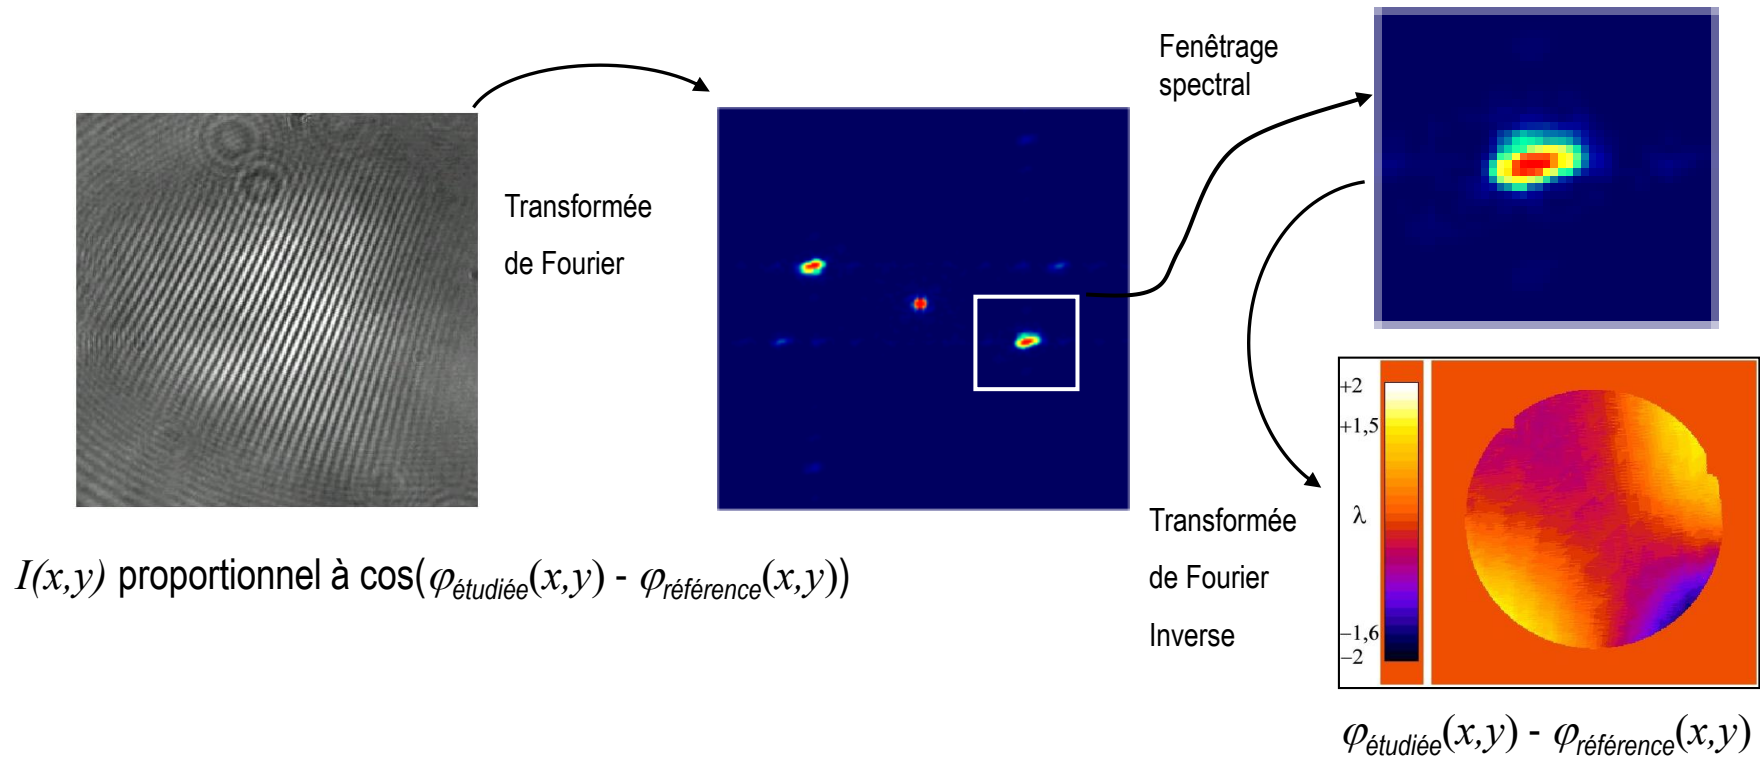 Fenêtrage
spectral
Transformée
de Fourier
I(x,y) proportionnel à cos(φétudiée(x,y) - φréférence(x,y))
Transformée
de Fourier
Inverse
+2
+1,5
λ
–1,6
–2
φétudiée(x,y) - φréférence(x,y)